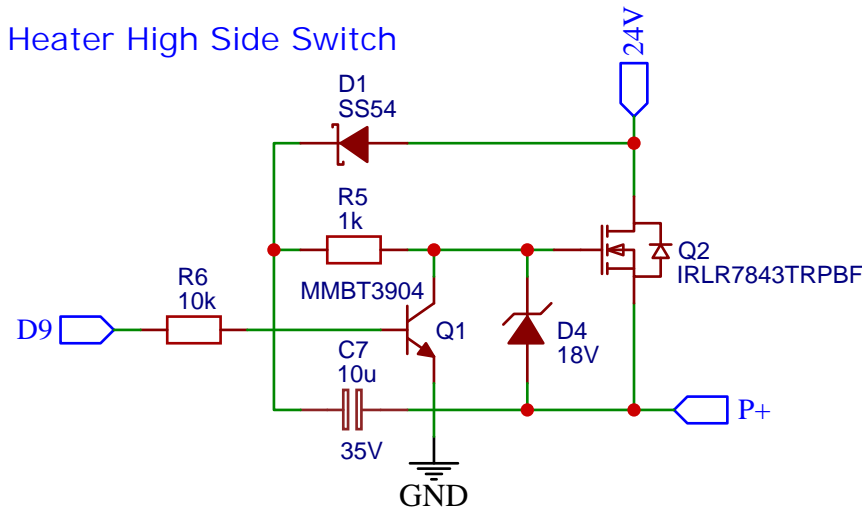 Heater High Side Switch
24V
D1
SS54
R5
1k
Q2
IRLR7843TRPBF
R6
10k
MMBT3904
D9
Q1
D4
18V
C7
10u
P+
35V
GND